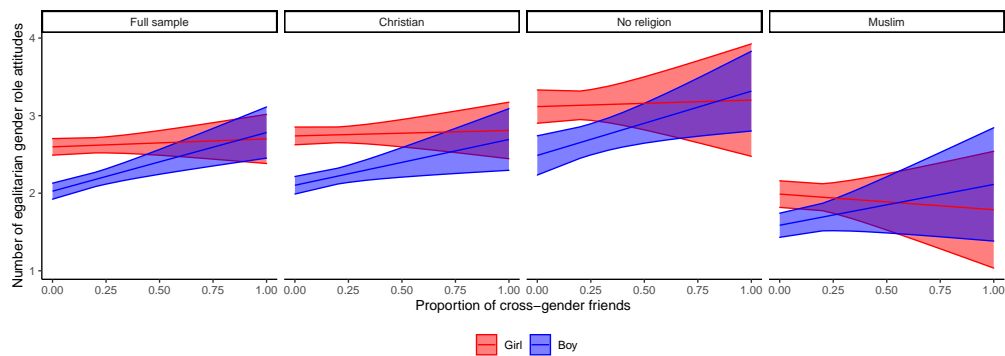 Full sample
Christian
No religion
Muslim
Number of egalitarian gender role attitudes
4
3
2
1
0.00 0.25 0.50 0.75 1.00
0.00 0.25 0.50 0.75 1.00
0.00 0.25 0.50 0.75 1.00
0.00 0.25 0.50 0.75 1.00
Proportion of cross−gender friends
Girl
Boy